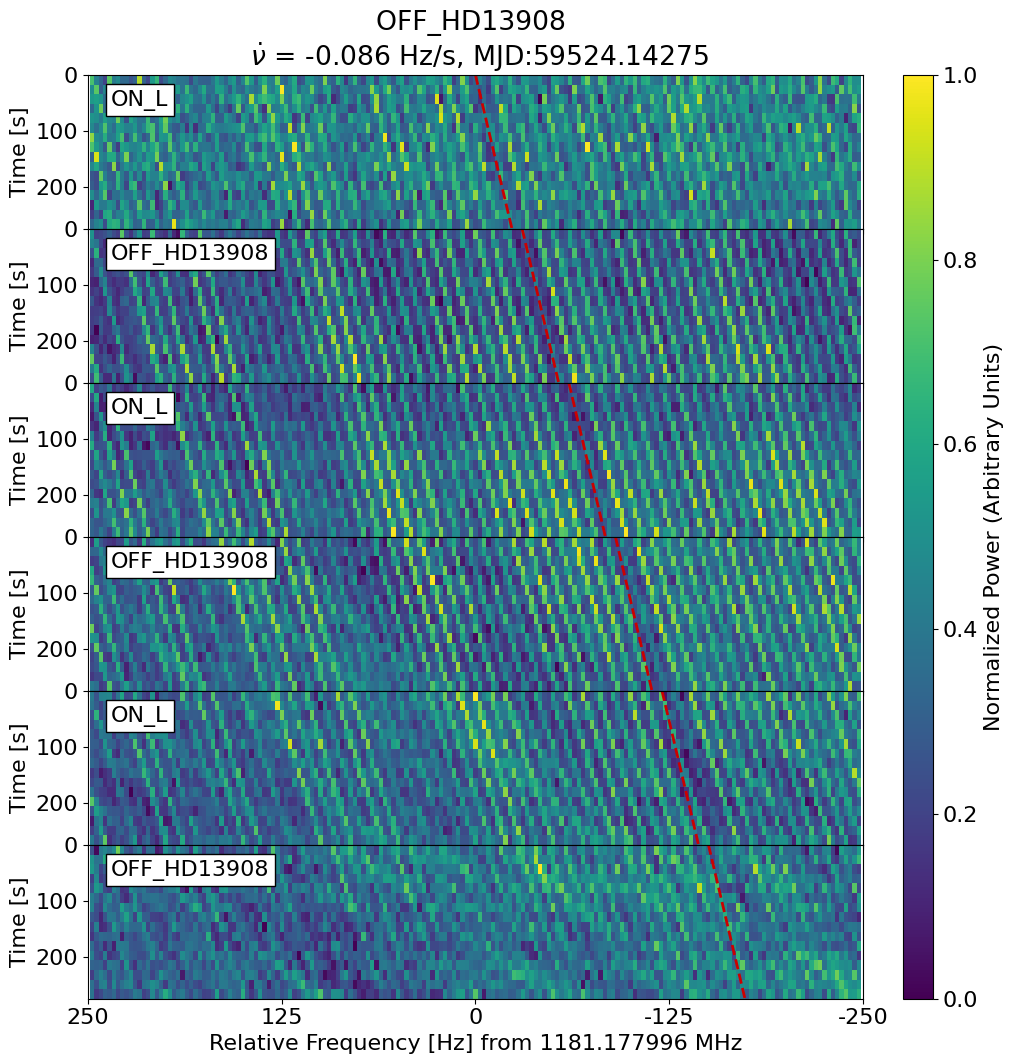 OFF_HD13908
ν̇ = -0.086 Hz/s, MJD:59524.14275
ON_L
OFF_HD13908
ON_L
OFF_HD13908
ON_L
OFF_HD13908
Time [s]
0
100
200
Time [s]
0
100
200
Time [s]
0
100
200
Time [s]
0
100
200
Time [s]
0
100
200
Time [s]
0
100
200
250 125 0 -125 -250
Relative Frequency [Hz] from 1181.177996 MHz
1.0
0.8
0.6
0.4
0.2
0.0
Normalized Power (Arbitrary Units)